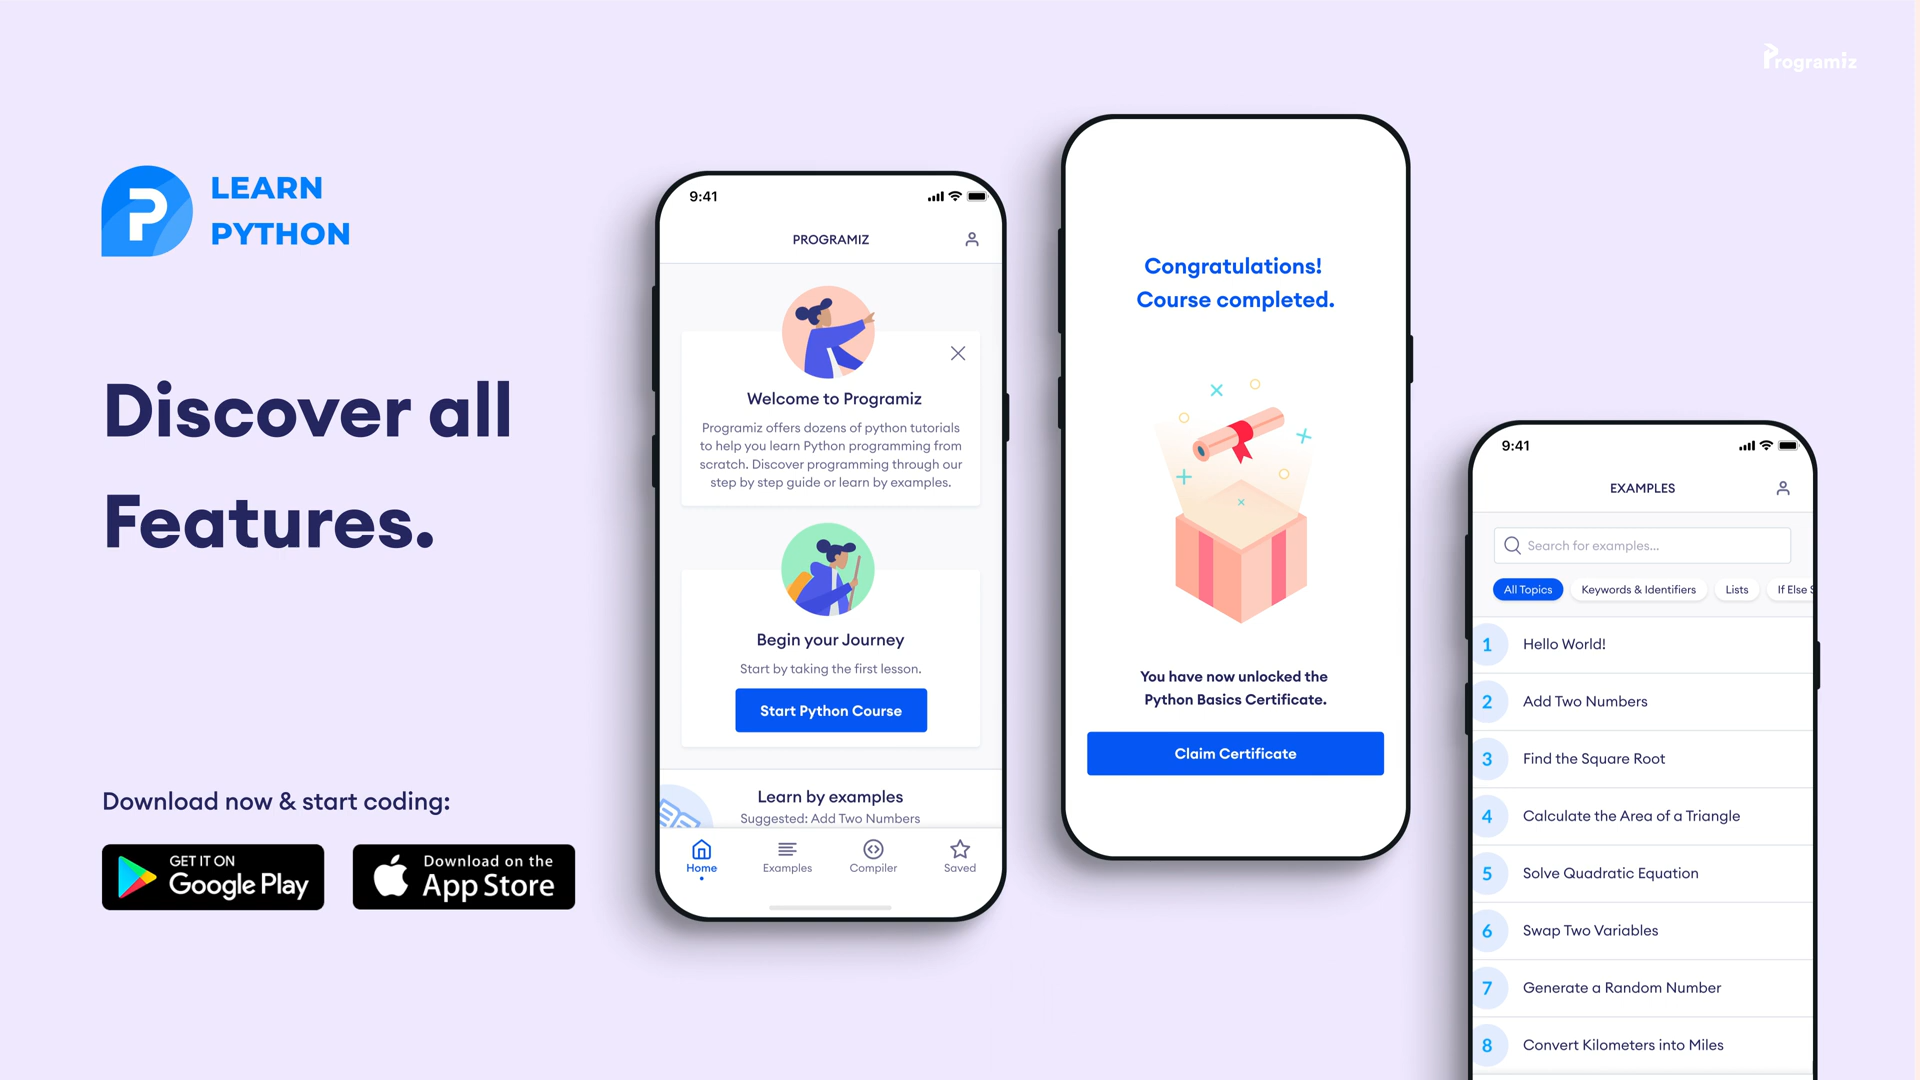 Programiz
LEARN
PYTHON
Discover all
Features.
Download now & start coding:
GET IT ON
Google Play
Download on the
App Store
9:41
PROGRAMIZ
Welcome to Programiz
Programiz offers dozens of python tutorials
to help you learn Python programming from
scratch. Discover programming through our
step by step guide or learn by examples.
Begin your Journey
Start by taking the first lesson.
Start Python Course
Learn by examples
Suggested: Add Two Numbers
Home
Examples
Compiler
Saved
Congratulations!
Course completed.
You have now unlocked the
Python Basics Certificate.
Claim Certificate
9:41
EXAMPLES
Search for examples...
All Topics
Keywords & Identifiers
Lists
If Else S
1 Hello World!
2 Add Two Numbers
3 Find the Square Root
4 Calculate the Area of a Triangle
5 Solve Quadratic Equation
6 Swap Two Variables
7 Generate a Random Number
8 Convert Kilometers into Miles